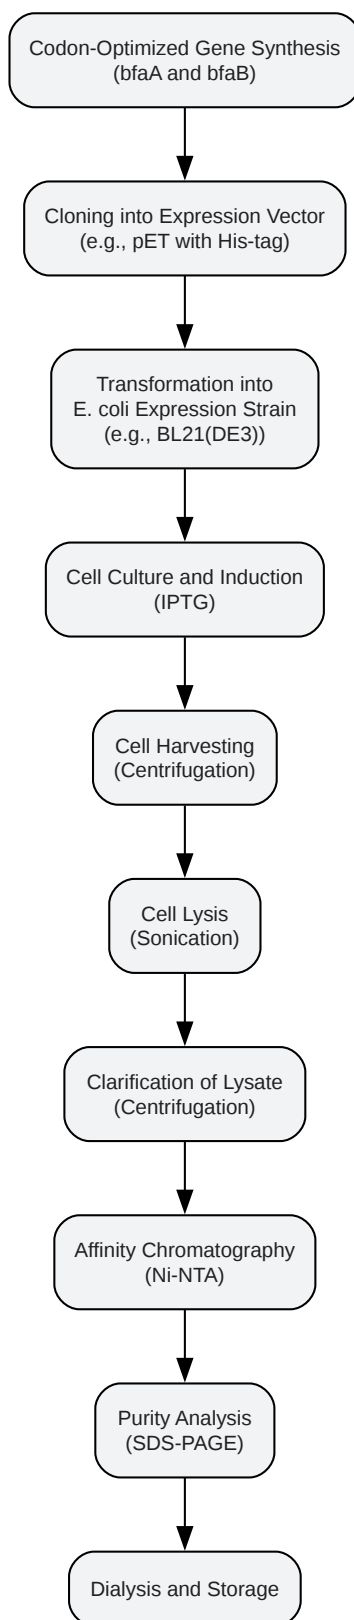 Codon-Optimized Gene Synthesis
(bfaA and bfaB)
Cloning into Expression Vector
(e.g., pET with His-tag)
Transformation into
E. coli Expression Strain
(e.g., BL21(DE3))
Cell Culture and Induction
(IPTG)
Cell Harvesting
(Centrifugation)
Cell Lysis
(Sonication)
Clarification of Lysate
(Centrifugation)
Affinity Chromatography
(Ni-NTA)
Purity Analysis
(SDS-PAGE)
Dialysis and Storage